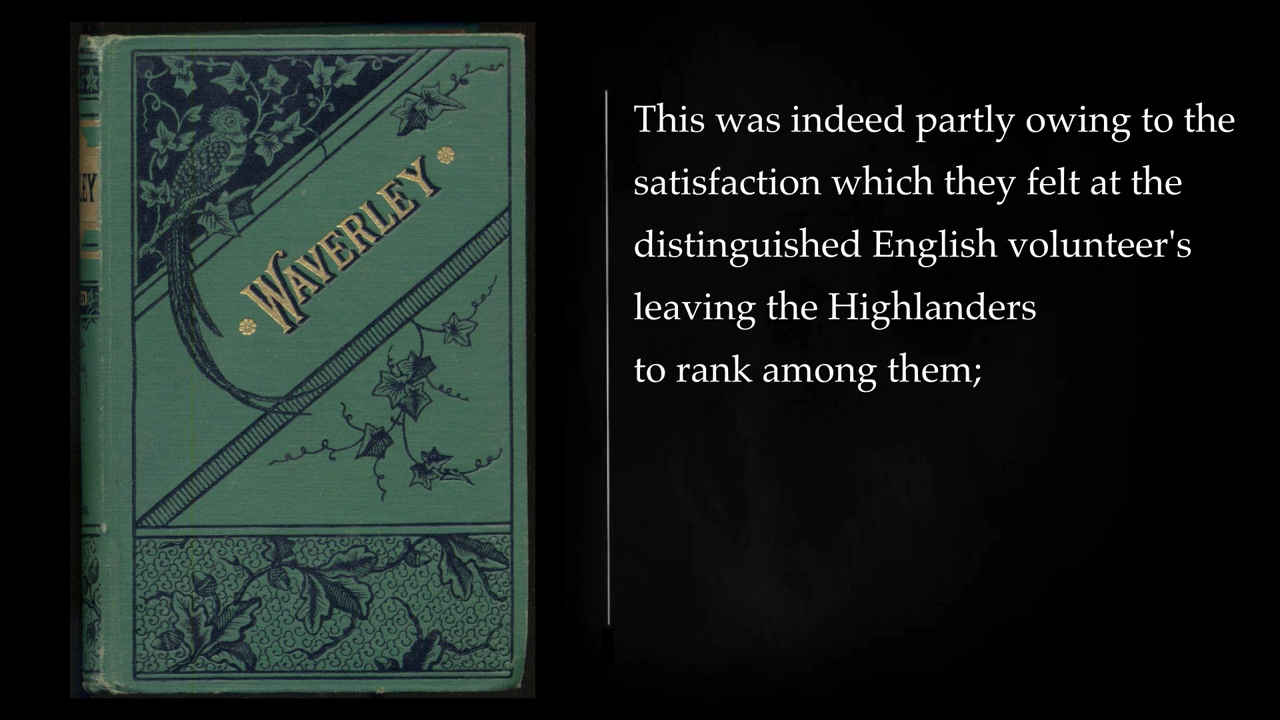 WAVERLEY
EY
This was indeed partly owing to the
satisfaction which they felt at the
distinguished English volunteer's
leaving the Highlanders
to rank among them;